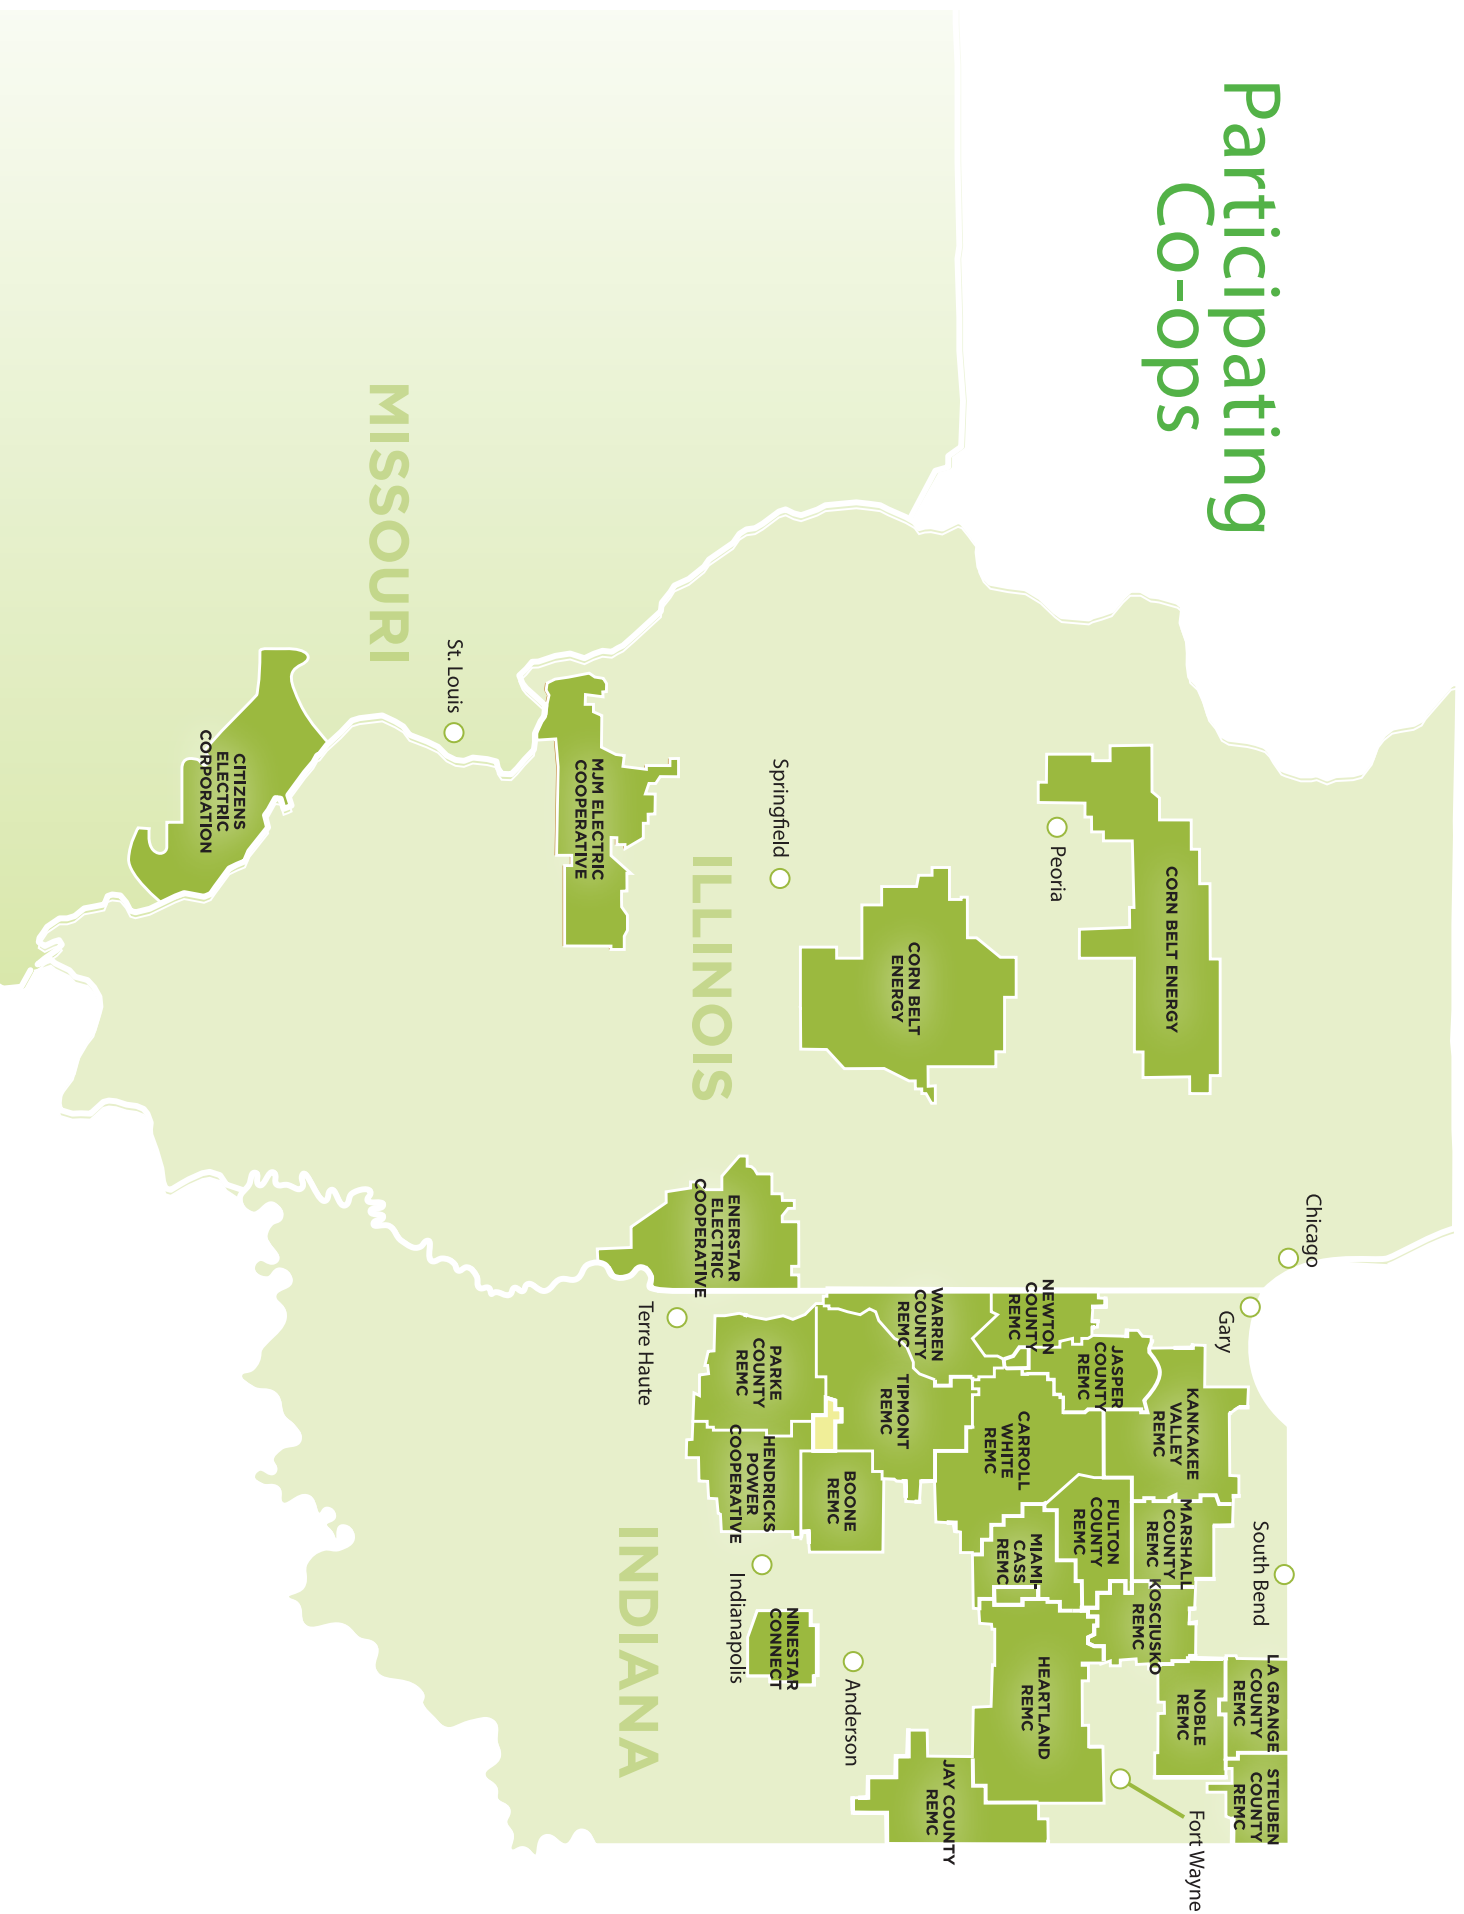 Participating
Co-ops
Chicago
Gary
South Bend
LA GRANGE
COUNTY
REMC
STEUBEN
COUNTY
REMC
KANKAKEE
VALLEY
REMC
MARSHALL
COUNTY
REMC
KOSCIUSKO
REMC
NOBLE
REMC
Fort Wayne
CORN BELT ENERGY
Peoria
JASPER
COUNTY
REMC
FULTON
COUNTY
REMC
NEWTON
COUNTY
REMC
CARROLL
WHITE
REMC
MIAMI-
CASS
REMC
HEARTLAND
REMC
CORN BELT
ENERGY
WARREN
COUNTY
REMC
TIPMONT
REMC
JAY COUNTY
REMC
BOONE
REMC
Anderson
Springfield
PARKE
COUNTY
REMC
HENDRICKS
POWER
COOPERATIVE
NINESTAR
CONNECT
Indianapolis
ILLINOIS
ENERSTAR
ELECTRIC
COOPERATIVE
Terre Haute
INDIANA
MJM ELECTRIC
COOPERATIVE
St. Louis
MISSOURI
CITIZENS
ELECTRIC
CORPORATION